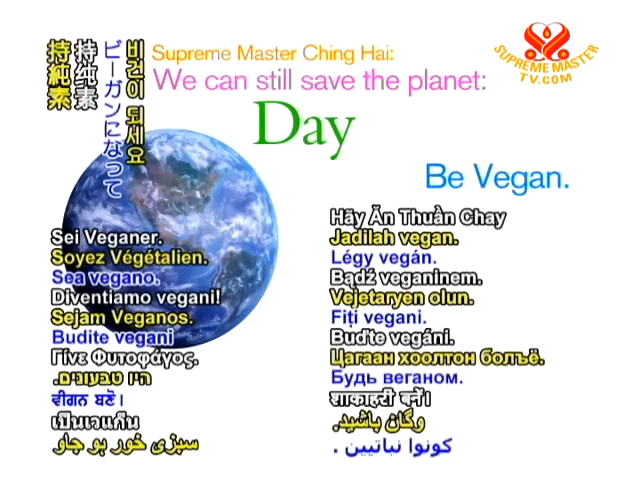 持純素
持纯素
ビーガンになって
비건이 되세요
Supreme Master Ching Hai:
We can still save the planet:
Day
Be Vegan.
SUPREME MASTER
TV.COM
Sei Veganer.
Soyez Végétalien.
Sea vegano.
Diventiamo vegani!
Sejam Veganos.
Budite vegani
Γίνε Φυτοφάγος.
היו טבעונים.
ਵੀਗਨ ਬਣੋ।
เป็นเวแก็น
سبزی خور بو جاو
Hãy Ăn Thuần Chay
Jadilah vegan.
Légy vegán.
Bądź veganinem.
Vejetaryen olun.
Fiți vegani.
Buďte vegáni.
Цагаан хоолтон болъё.
Будь веганом.
शाकाहारी बनें।
وگان باشید.
كونوا نباتيين .